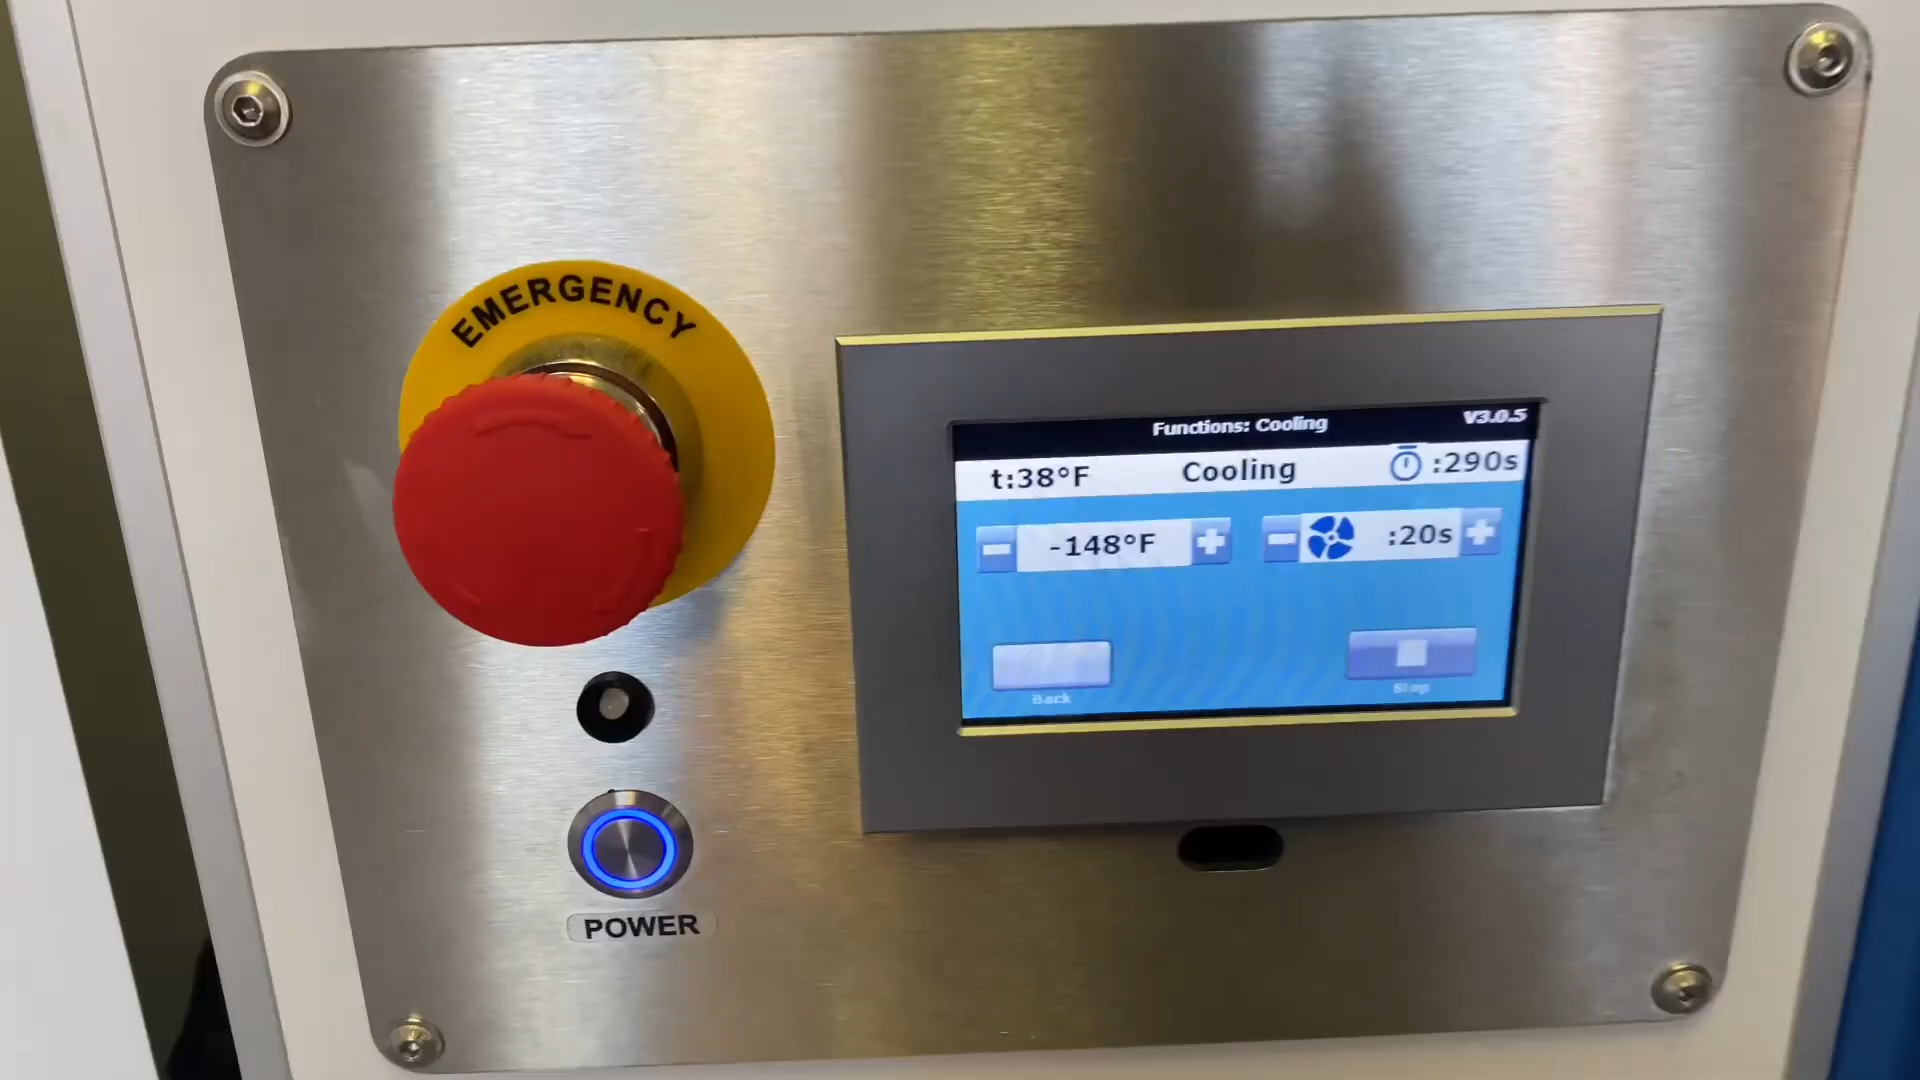 EMERGENCY
Functions: Cooling
V3.0.5
t:38°F
Cooling
:290s
-148°F
:20s
Back
Stop
POWER